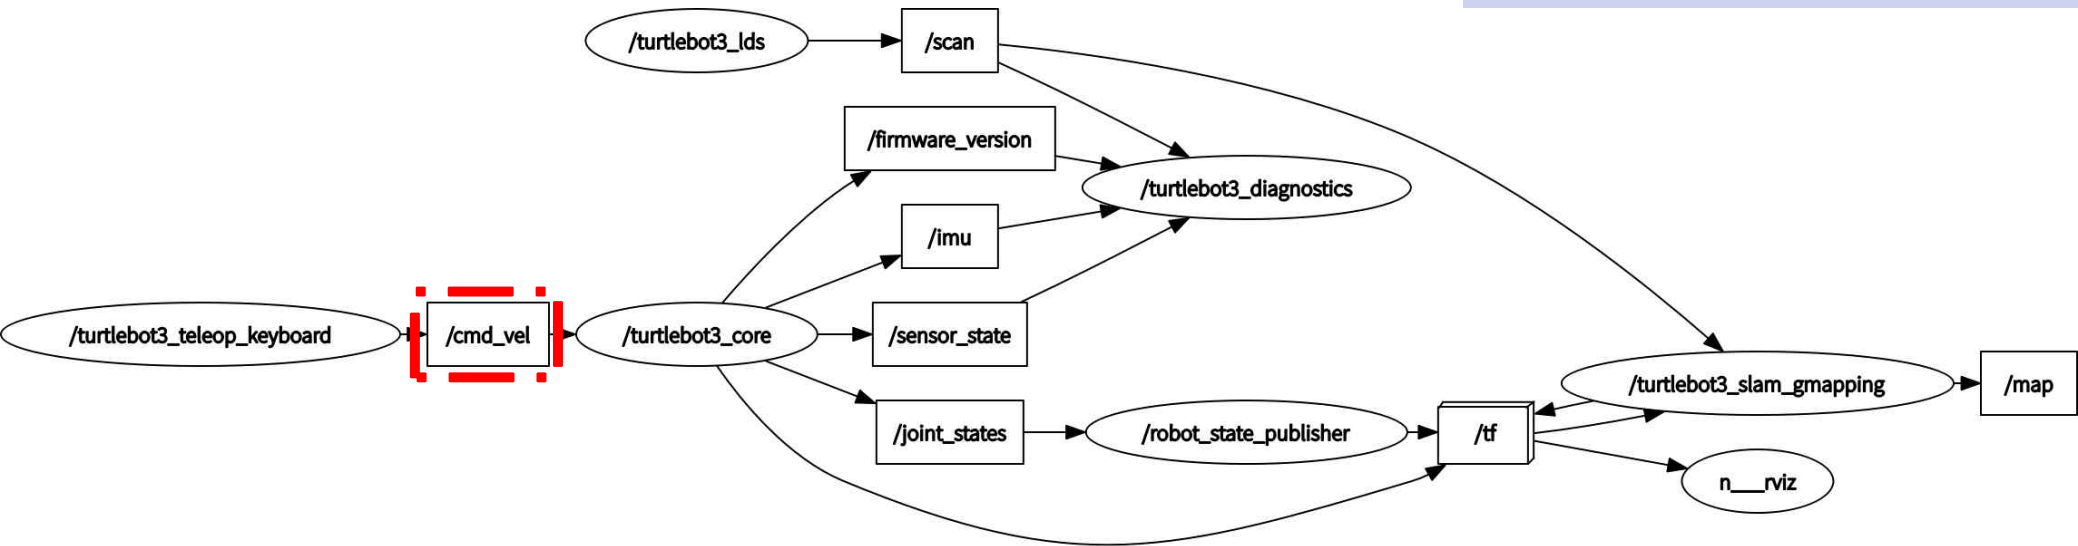 /turtlebot3_lds
/scan
/firmware_version
/turtlebot3_diagnostics
/imu
/turtlebot3_teleop_keyboard
/cmd_vel
/turtlebot3_core
/sensor_state
/turtlebot3_slam_gmapping
/map
/joint_states
/robot_state_publisher
/tf
n___rviz